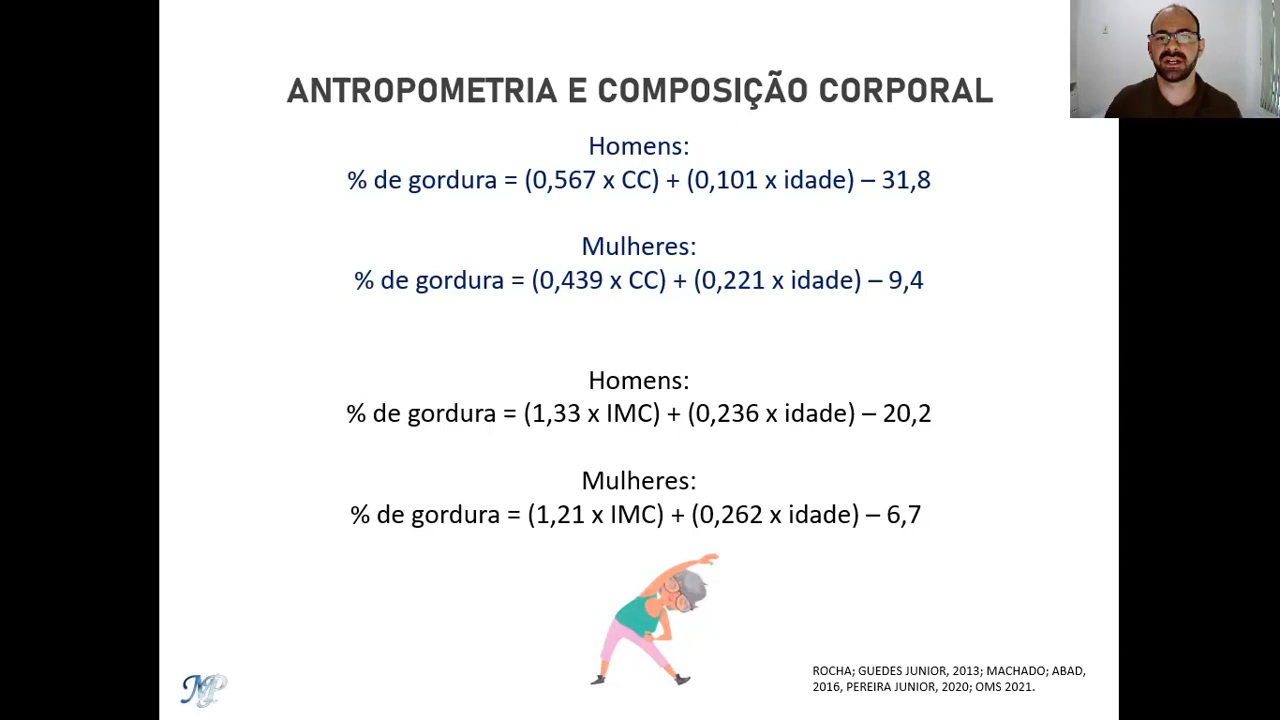 ANTROPOMETRIA E COMPOSIÇÃO CORPORAL
Homens:
% de gordura = (0,567 x CC) + (0,101 x idade) – 31,8
Mulheres:
% de gordura = (0,439 x CC) + (0,221 x idade) – 9,4
Homens:
% de gordura = (1,33 x IMC) + (0,236 x idade) – 20,2
Mulheres:
% de gordura = (1,21 x IMC) + (0,262 x idade) – 6,7
ROCHA; GUEDES JUNIOR, 2013; MACHADO; ABAD,
2016, PEREIRA JUNIOR, 2020; OMS 2021.
MP